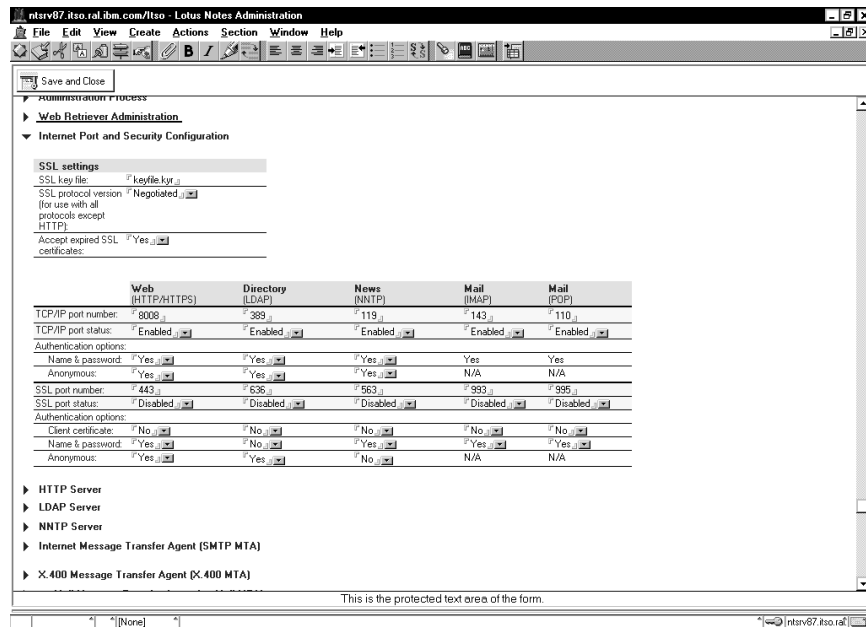 ntsrv87.itso.ral.ibm.com/Itso - Lotus Notes Administration
File Edit View Create Actions Section Window Help
Save and Close
Administration Process
Web Retriever Administration
Internet Port and Security Configuration
SSL settings
SSL key file: keyfile.kyr
SSL protocol version Negotiated
(for use with all
protocols except
HTTP):
Accept expired SSL Yes
certificates:
Web Directory News Mail Mail
(HTTP/HTTPS) (LDAP) (NNTP) (IMAP) (POP)
TCP/IP port number: 8008 389 119 143 110
TCP/IP port status: Enabled Enabled Enabled Enabled Enabled
Authentication options:
Name & password: Yes Yes Yes Yes Yes
Anonymous: Yes Yes Yes N/A N/A
SSL port number: 443 636 563 993 995
SSL port status: Disabled Disabled Disabled Disabled Disabled
Authentication options:
Client certificate: No No No No No
Name & password: Yes No Yes Yes Yes
Anonymous: Yes Yes No N/A N/A
HTTP Server
LDAP Server
NNTP Server
Internet Message Transfer Agent (SMTP MTA)
X.400 Message Transfer Agent (X.400 MTA)
This is the protected text area of the form.
[None] ntsrv87.itso.ral